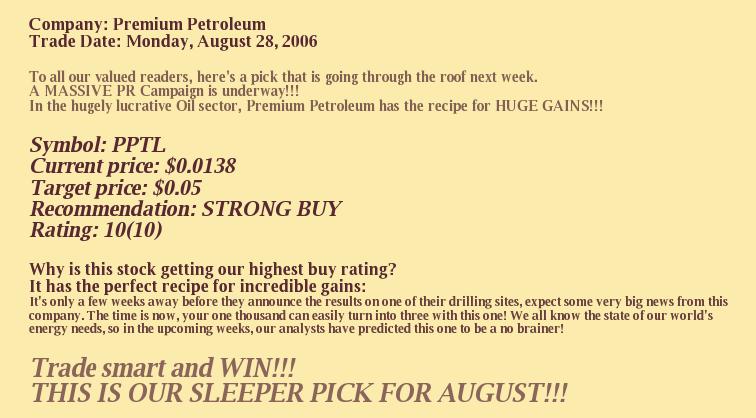 Company: Premium Petroleum
Trade Date: Monday, August 28, 2006
To all our valued readers, here's a pick that is going through the roof next week.
A MASSIVE PR Campaign is underway!!!
In the hugely lucrative Oil sector, Premium Petroleum has the recipe for HUGE GAINS!!!
Symbol: PPTL
Current price: $0.0138
Target price: $0.05
Recommendation: STRONG BUY
Rating: 10(10)
Why is this stock getting our highest buy rating?
It has the perfect recipe for incredible gains:
It's only a few weeks away before they announce the results on one of their drilling sites, expect some very big news from this
company. The time is now, your one thousand can easily turn into three with this one! We all know the state of our world's
energy needs, so in the upcoming weeks, our analysts have predicted this one to be a no brainer!
Trade smart and WIN!!!
THIS IS OUR SLEEPER PICK FOR AUGUST!!!